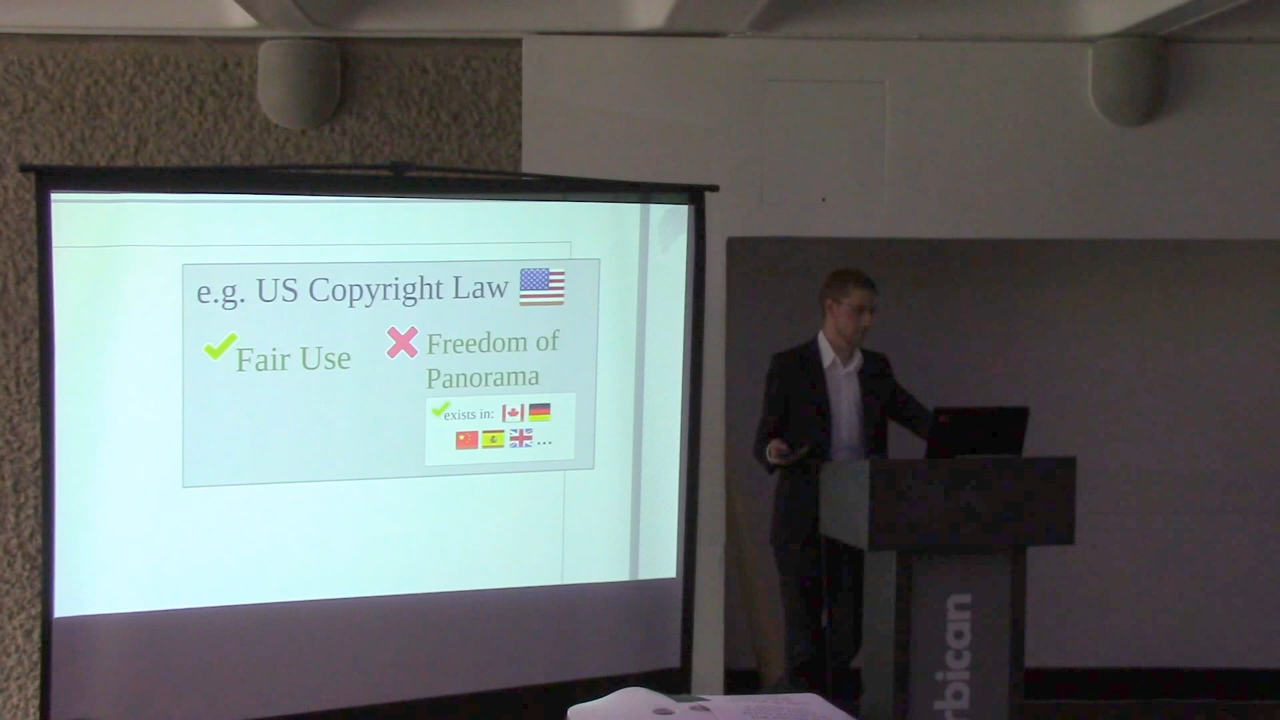 e.g. US Copyright Law
Fair Use
Freedom of
Panorama
exists in:
...
rbican